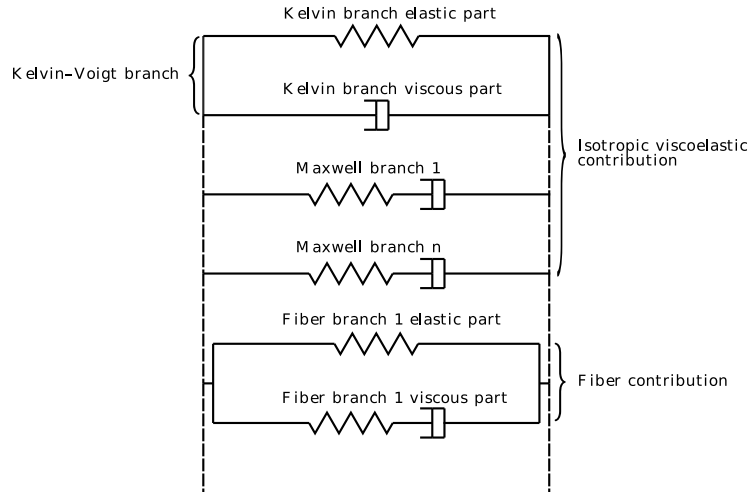 Kelvin branch elastic part
Kelvin–Voigt branch
Kelvin branch viscous part
Isotropic viscoelastic
contribution
Maxwell branch 1
Maxwell branch n
Fiber branch 1 elastic part
Fiber contribution
Fiber branch 1 viscous part